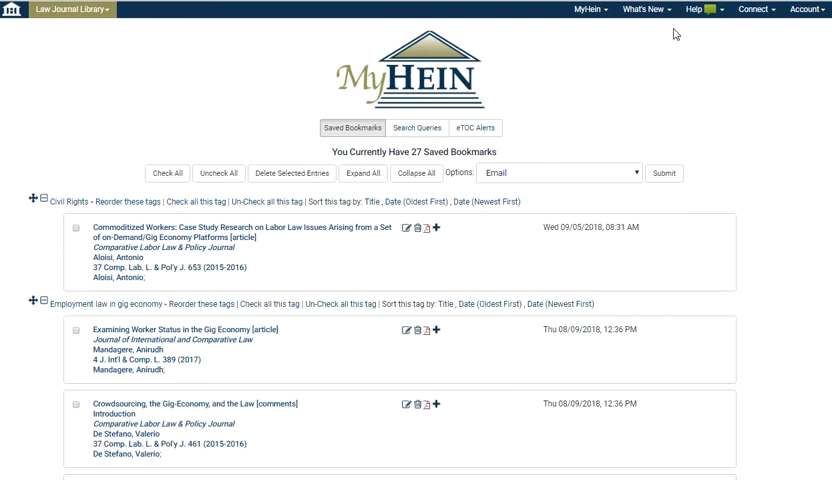 Law Journal Library
MyHein What's New Help Connect Account
My HEIN
Saved Bookmarks Search Queries eTOC Alerts
You Currently Have 27 Saved Bookmarks
Check All Uncheck All Delete Selected Entries Expand All Collapse All Options: Email Submit
Civil Rights - Reorder these tags | Check all this tag | Un-Check all this tag | Sort this tag by: Title , Date (Oldest First) , Date (Newest First)
Commoditized Workers: Case Study Research on Labor Law Issues Arising from a Set Wed 09/05/2018, 08:31 AM
of on-Demand/Gig Economy Platforms [article]
Comparative Labor Law & Policy Journal
Aloisi, Antonio
37 Comp. Lab. L. & Pol'y J. 653 (2015-2016)
Aloisi, Antonio;
Employment law in gig economy - Reorder these tags | Check all this tag | Un-Check all this tag | Sort this tag by: Title , Date (Oldest First) , Date (Newest First)
Examining Worker Status in the Gig Economy [article] Thu 08/09/2018, 12:36 PM
Journal of International and Comparative Law
Mandagere, Anirudh
4 J. Int'l & Comp. L. 389 (2017)
Mandagere, Anirudh;
Crowdsourcing, the Gig-Economy, and the Law [comments] Thu 08/09/2018, 12:36 PM
Introduction
Comparative Labor Law & Policy Journal
De Stefano, Valerio
37 Comp. Lab. L. & Pol'y J. 461 (2015-2016)
De Stefano, Valerio;